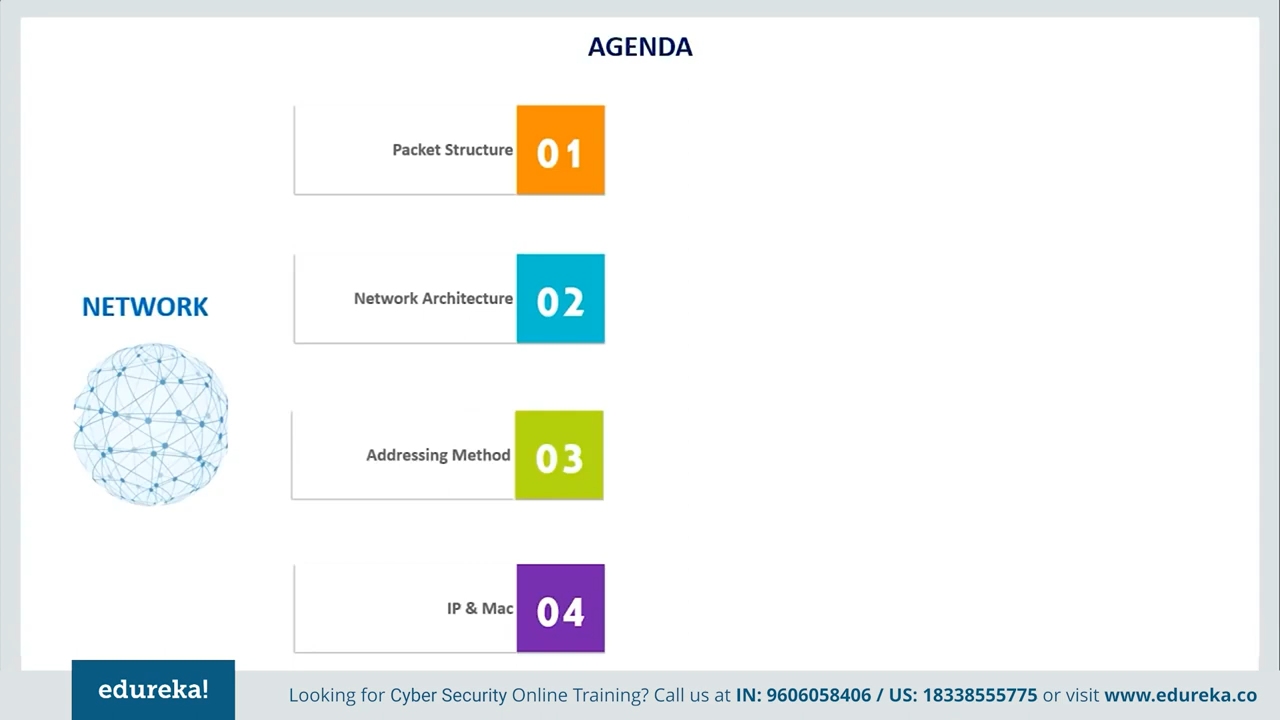 AGENDA
Packet Structure 01
Network Architecture 02
NETWORK
Addressing Method 03
IP & Mac 04
edureka!
Looking for Cyber Security Online Training? Call us at IN: 9606058406 / US: 18338555775 or visit www.edureka.co